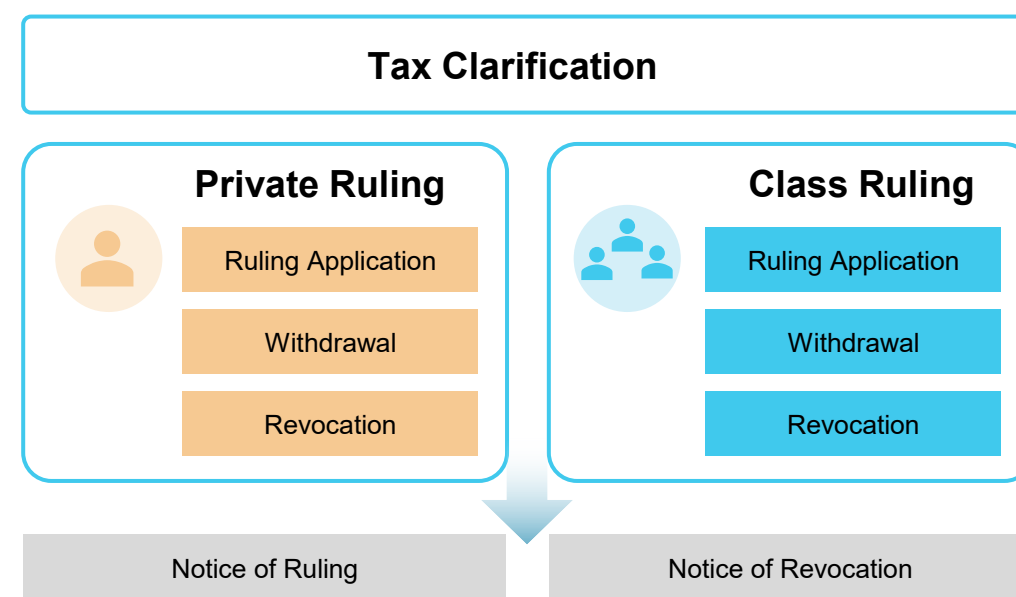 Tax Clarification
Private Ruling
Ruling Application
Withdrawal
Revocation
Class Ruling
Ruling Application
Withdrawal
Revocation
Notice of Ruling
Notice of Revocation